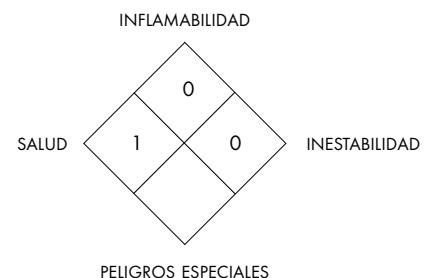 INFLAMABILIDAD
0
SALUD 1 0 INESTABILIDAD
PELIGROS ESPECIALES